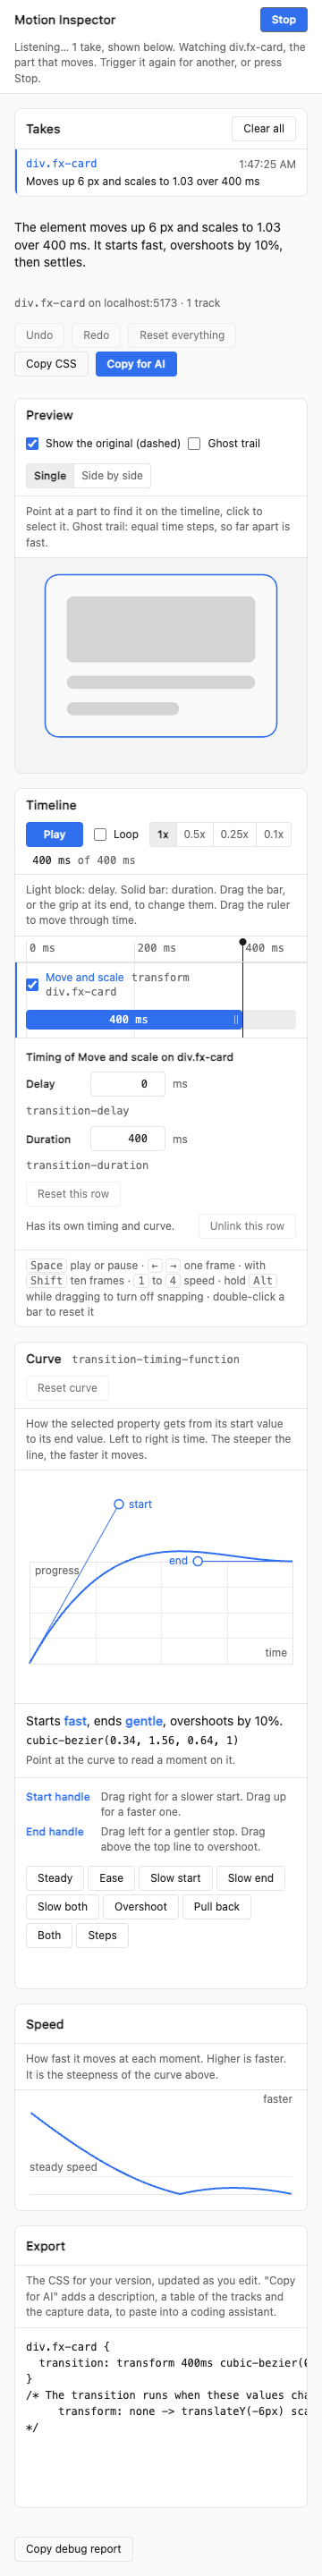 Motion Inspector
Stop
Listening... 1 take, shown below. Watching div.fx-card, the
part that moves. Trigger it again for another, or press
Stop.
Takes
Clear all
div.fx-card
1:47:25 AM
Moves up 6 px and scales to 1.03 over 400 ms
The element moves up 6 px and scales to 1.03
over 400 ms. It starts fast, overshoots by 10%,
then settles.
div.fx-card on localhost:5173 · 1 track
Undo
Redo
Reset everything
Copy CSS
Copy for AI
Preview
Show the original (dashed)
Ghost trail
Single
Side by side
Point at a part to find it on the timeline, click to
select it. Ghost trail: equal time steps, so far apart is
fast.
Timeline
Play
Loop
1x
0.5x
0.25x
0.1x
400 ms of 400 ms
Light block: delay. Solid bar: duration. Drag the bar,
or the grip at its end, to change them. Drag the ruler
to move through time.
0 ms
200 ms
400 ms
Move and scale transform
div.fx-card
400 ms
Timing of Move and scale on div.fx-card
Delay
0
ms
transition-delay
Duration
400
ms
transition-duration
Reset this row
Has its own timing and curve.
Unlink this row
Space play or pause · ← → one frame · with
Shift ten frames · 1 to 4 speed · hold Alt
while dragging to turn off snapping · double-click a
bar to reset it
Curve transition-timing-function
Reset curve
How the selected property gets from its start value
to its end value. Left to right is time. The steeper the
line, the faster it moves.
start
end
progress
time
Starts fast, ends gentle, overshoots by 10%.
cubic-bezier(0.34, 1.56, 0.64, 1)
Point at the curve to read a moment on it.
Start handle
Drag right for a slower start. Drag up
for a faster one.
End handle
Drag left for a gentler stop. Drag
above the top line to overshoot.
Steady
Ease
Slow start
Slow end
Slow both
Overshoot
Pull back
Both
Steps
Speed
How fast it moves at each moment. Higher is faster.
It is the steepness of the curve above.
faster
steady speed
Export
The CSS for your version, updated as you edit. "Copy
for AI" adds a description, a table of the tracks and
the capture data, to paste into a coding assistant.
div.fx-card {
transition: transform 400ms cubic-bezier(
}
/* The transition runs when these values cha
transform: none -> translateY(-6px) sca
*/
Copy debug report